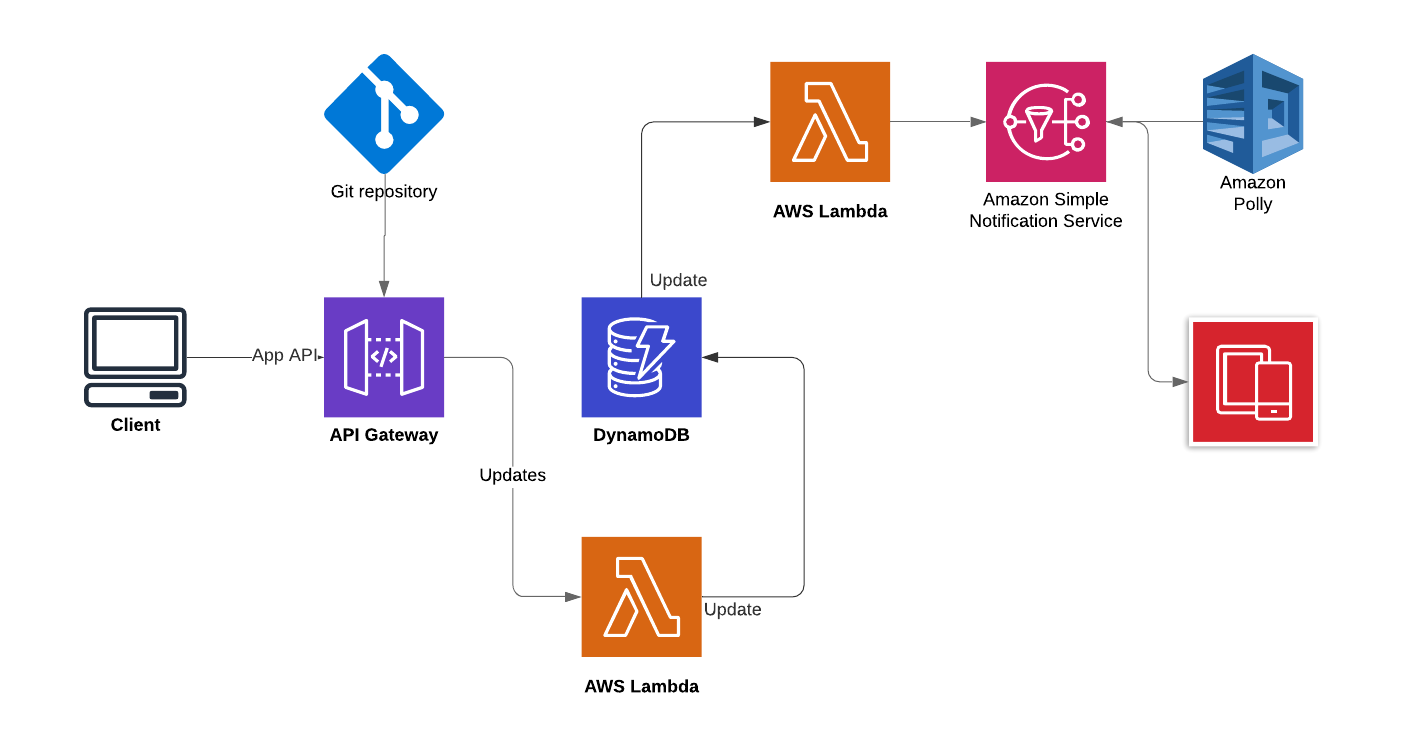 Git repository
AWS Lambda
Amazon Simple
Notification Service
Amazon
Polly
Update
App API
Client
API Gateway
DynamoDB
Updates
Update
AWS Lambda